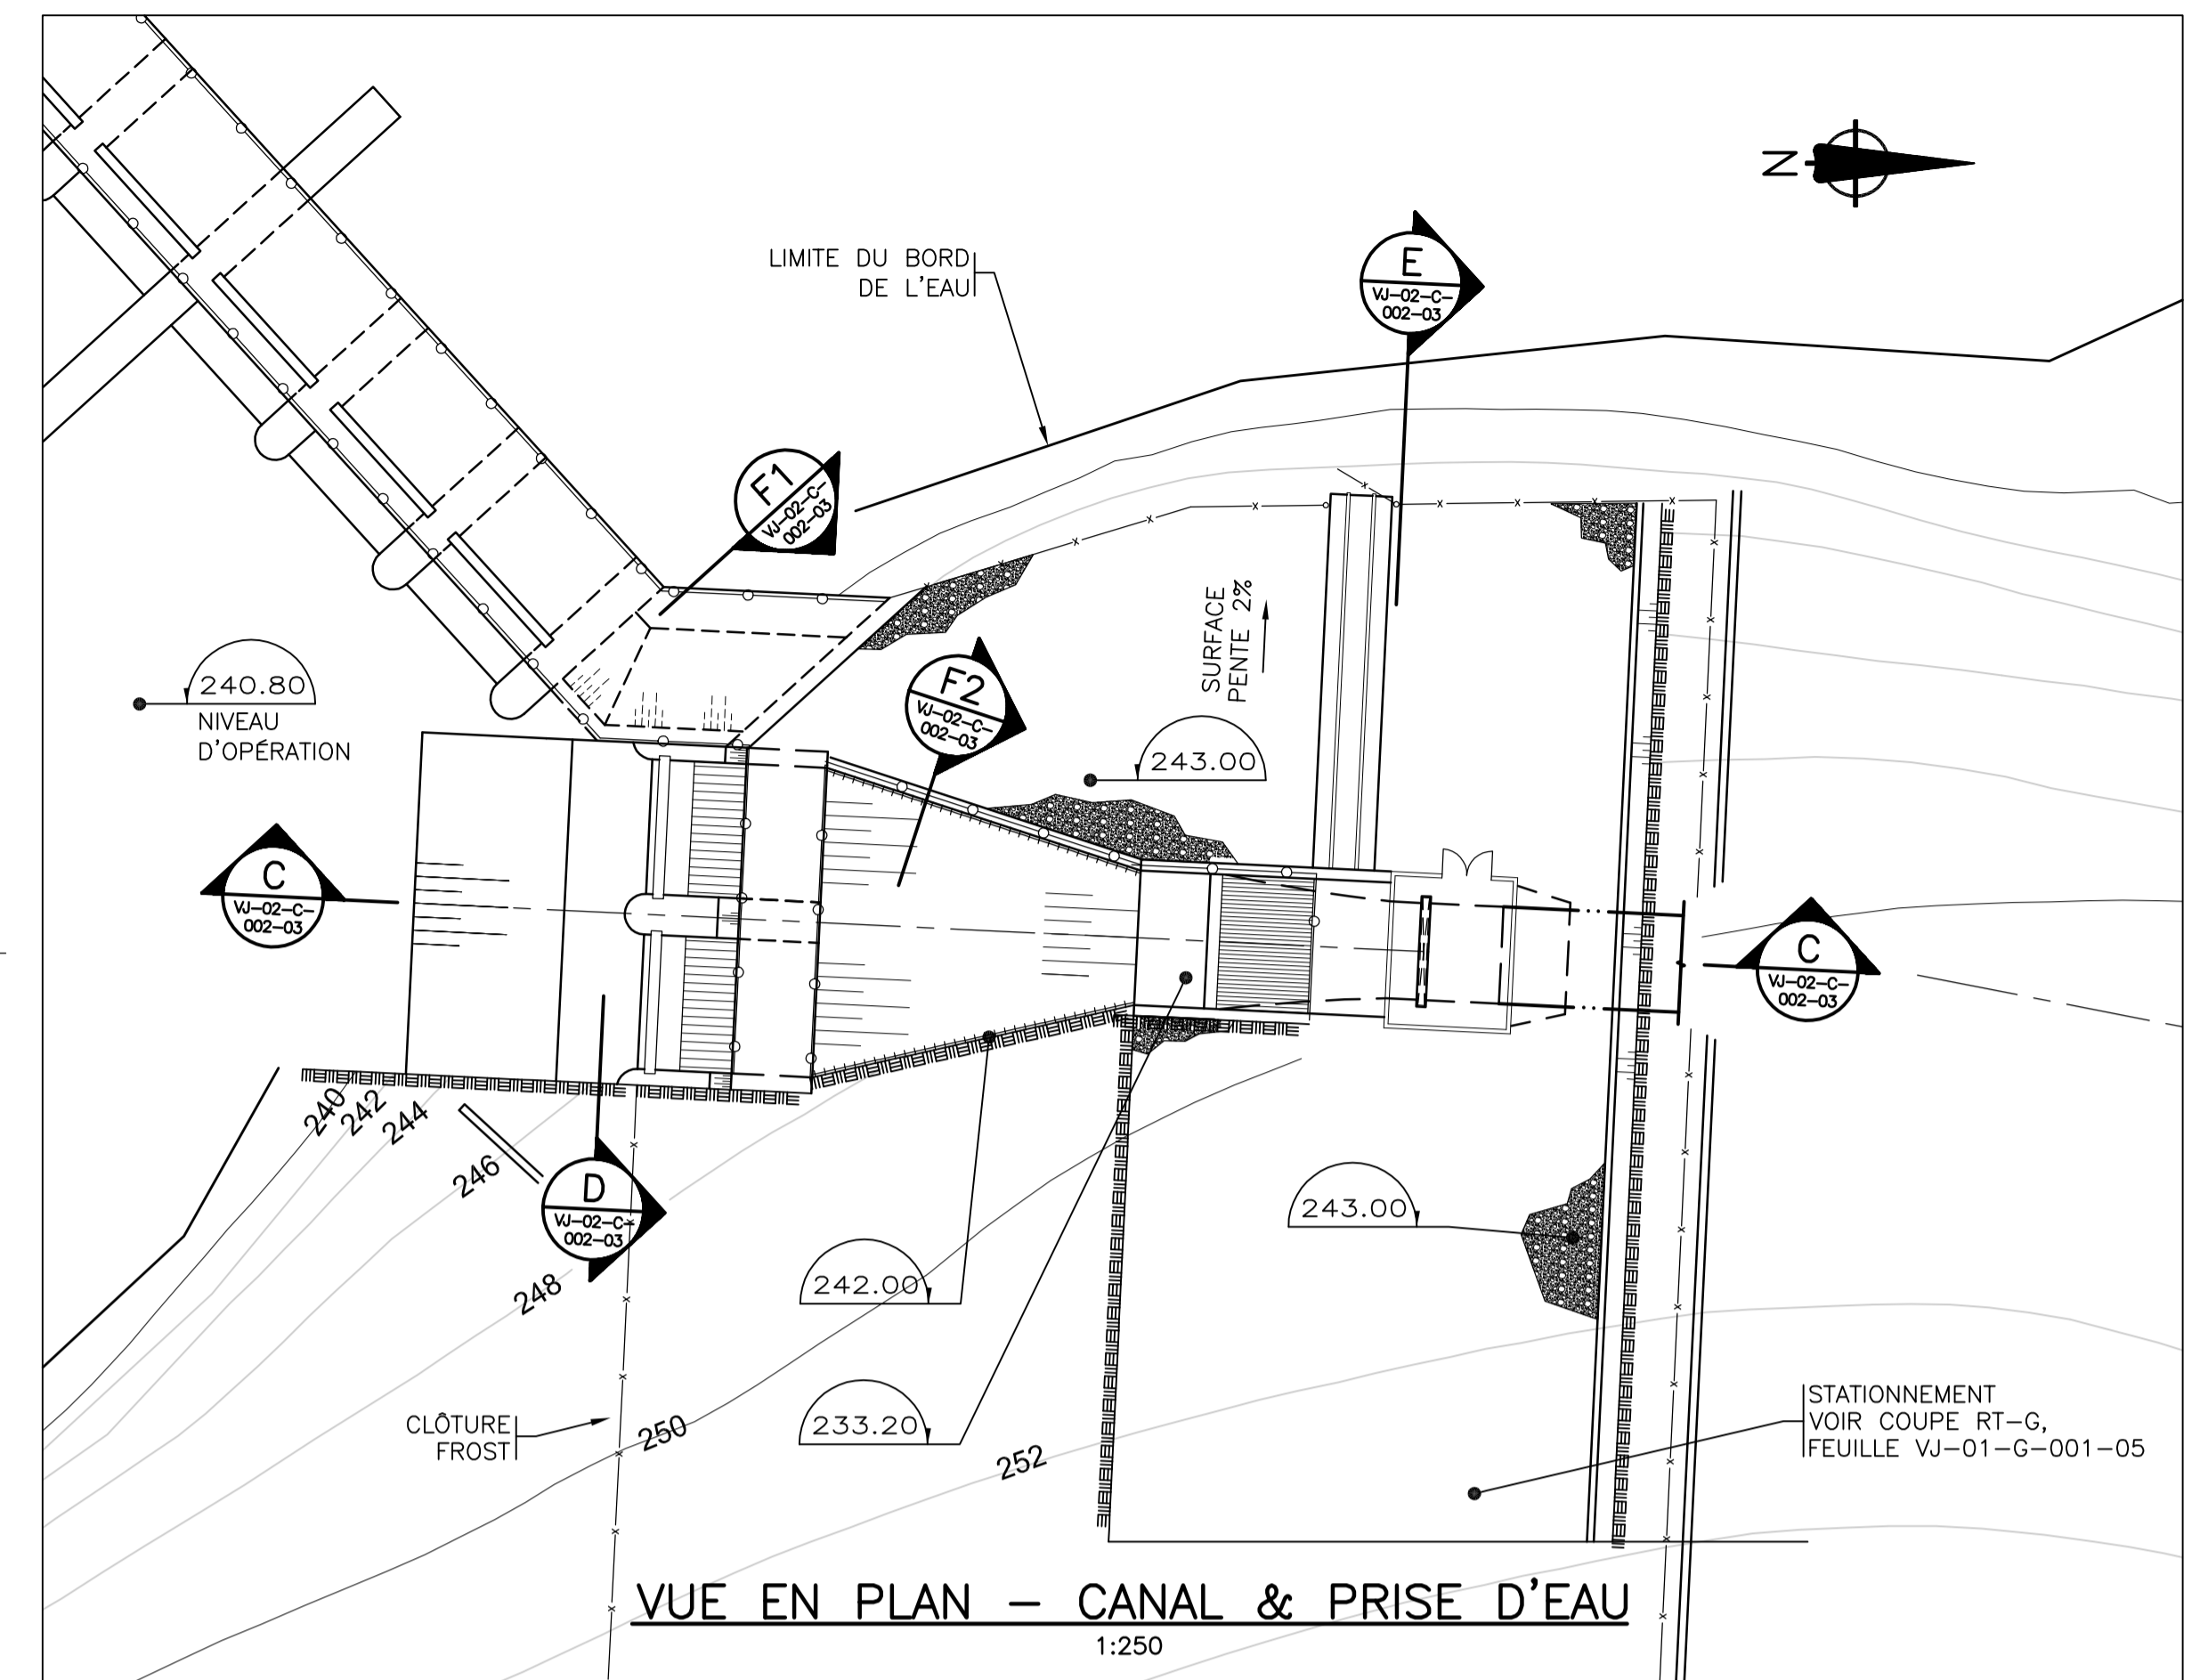 N
LIMITE DU BORD
DE L'EAU
E
VJ-02-C-
002-03
F1
VJ-02-C-
002-03
SURFACE
PENTE 2%
F2
VJ-02-C-
002-03
240.80
NIVEAU
D'OPÉRATION
243.00
C
VJ-02-C-
002-03
C
VJ-02-C-
002-03
240
242
244
246
D
VJ-02-C-
002-03
243.00
248
242.00
250
233.20
252
CLÔTURE
FROST
STATIONNEMENT
VOIR COUPE RT-G,
FEUILLE VJ-01-G-001-05
VUE EN PLAN - CANAL & PRISE D'EAU
1:250